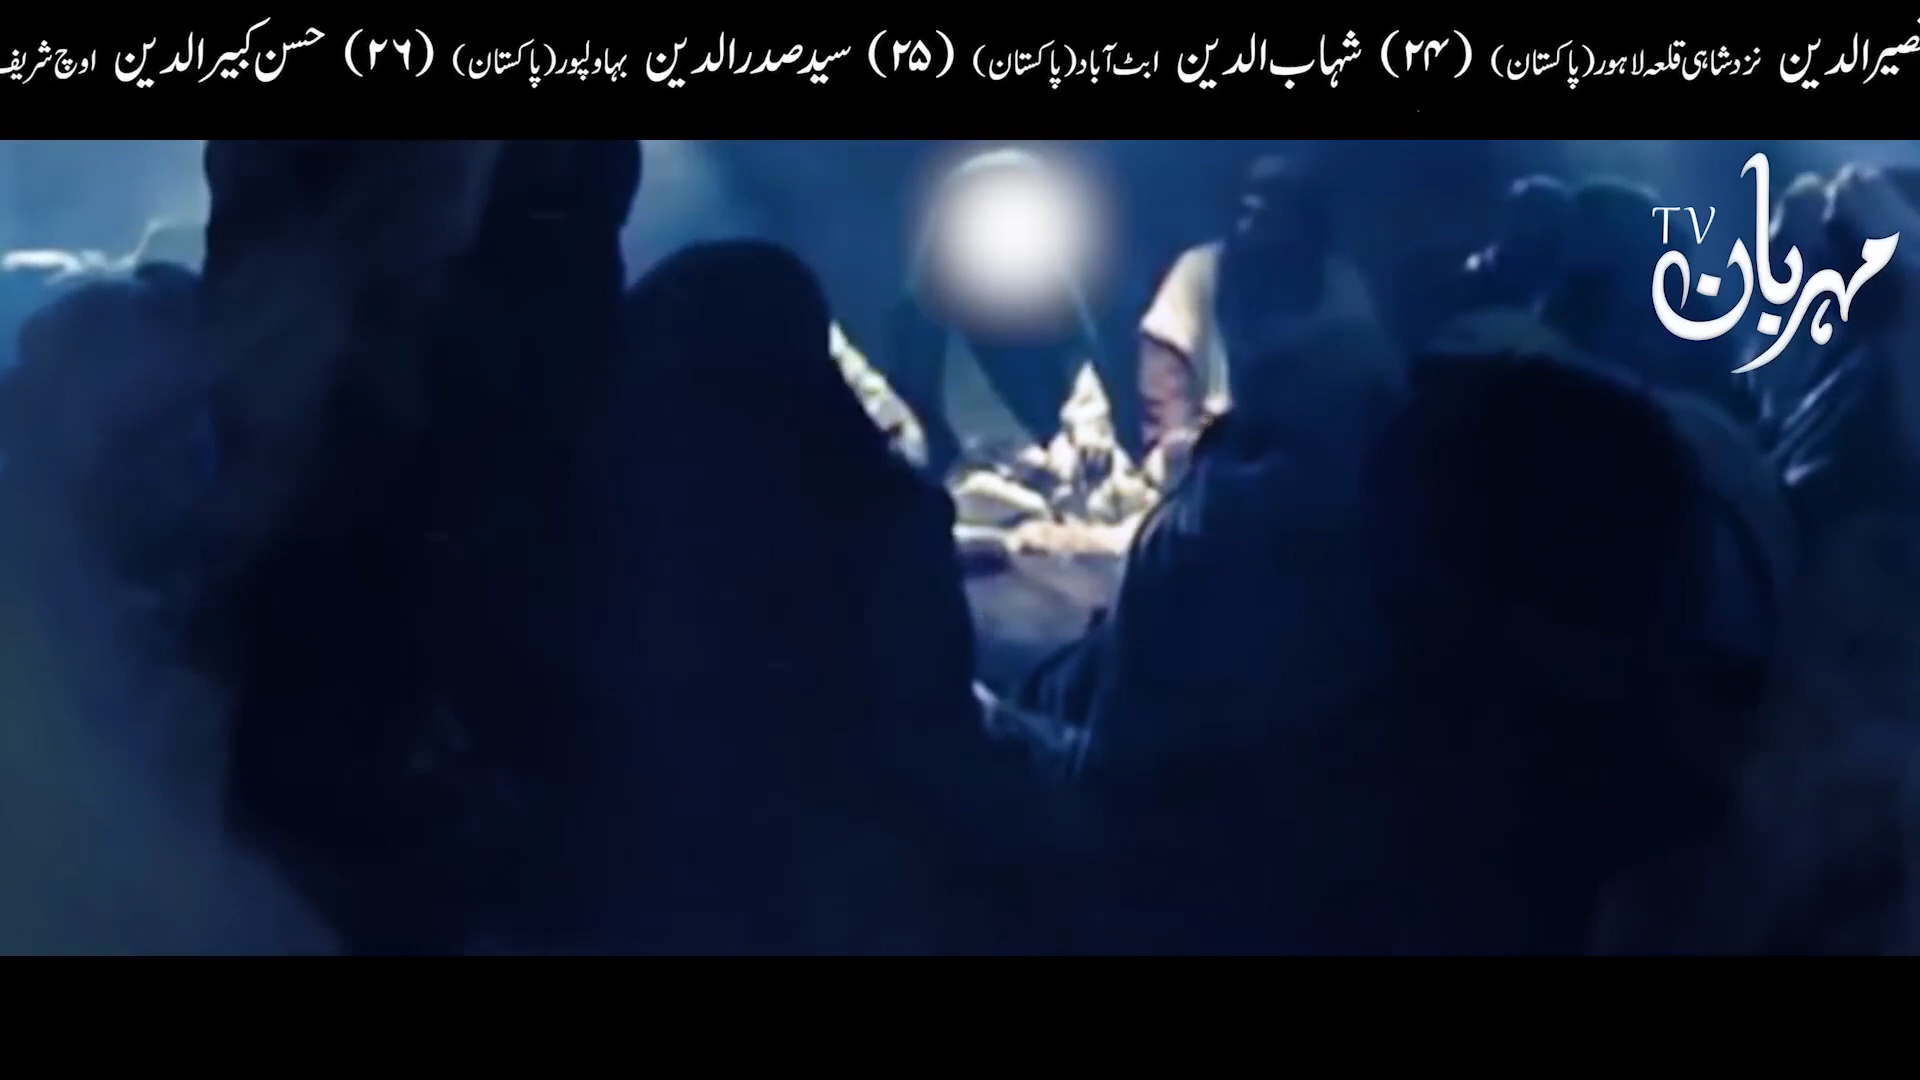 نصیرالدین نزد شاہی قلعہ لاہور (پاکستان) (۲۴) شہاب الدین ایبٹ آباد (پاکستان) (۲۵) سید صدرالدین بہاولپور (پاکستان) (۲۶) حسن کبیرالدین اوچ شریف
TV
مہربان